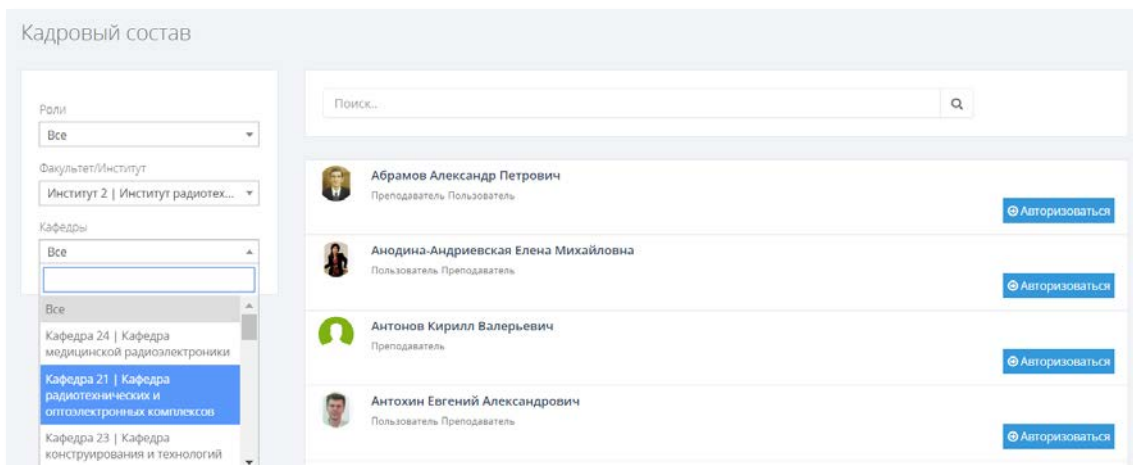 Кадровый состав
Роли
Все
Факультет/Институт
Институт 2 | Институт радиотех...
Кафедры
Все
Все
Кафедра 24 | Кафедра
медицинской радиоэлектроники
Кафедра 21 | Кафедра
радиотехнических и
оптоэлектронных комплексов
Кафедра 23 | Кафедра
конструирования и технологий
Поиск..
Абрамов Александр Петрович
Преподаватель Пользователь
Авторизоваться
Анодина-Андриевская Елена Михайловна
Пользователь Преподаватель
Авторизоваться
Антонов Кирилл Валерьевич
Преподаватель
Авторизоваться
Антохин Евгений Александрович
Пользователь Преподаватель
Авторизоваться